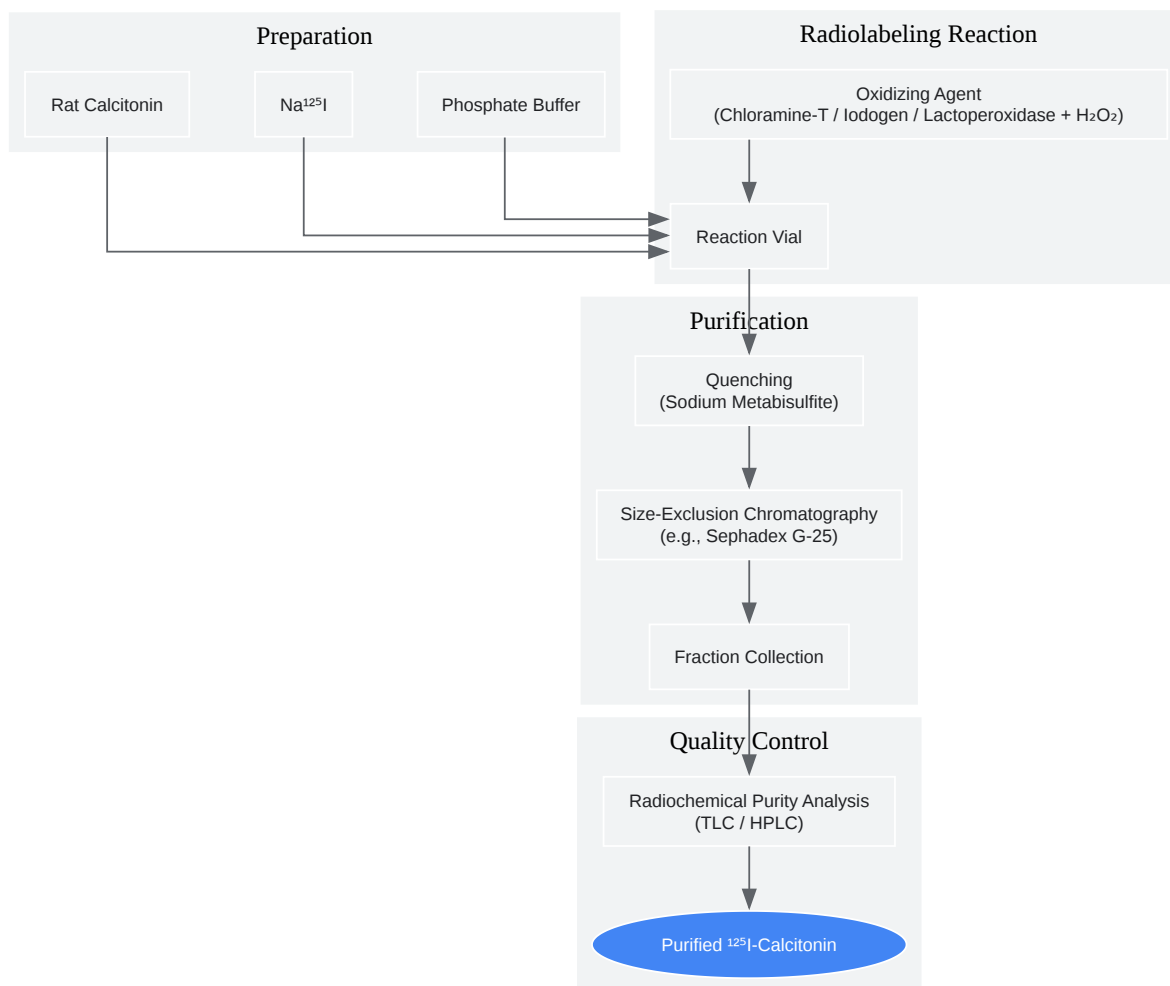 Preparation
Rat Calcitonin
Na¹²⁵I
Phosphate Buffer
Radiolabeling Reaction
Oxidizing Agent
(Chloramine-T / Iodogen / Lactoperoxidase + H₂O₂)
Reaction Vial
Purification
Quenching
(Sodium Metabisulfite)
Size-Exclusion Chromatography
(e.g., Sephadex G-25)
Fraction Collection
Quality Control
Radiochemical Purity Analysis
(TLC / HPLC)
Purified ¹²⁵I-Calcitonin